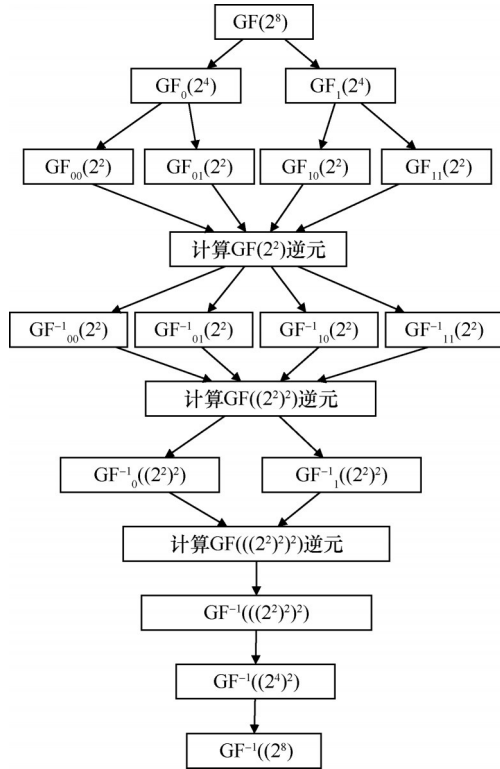 GF(2⁸)
GF₀(2⁴) GF₁(2⁴)
GF₀₀(2²) GF₀₁(2²) GF₁₀(2²) GF₁₁(2²)
计算GF(2²)逆元
GF⁻¹₀₀(2²) GF⁻¹₀₁(2²) GF⁻¹₁₀(2²) GF⁻¹₁₁(2²)
计算GF((2²)²)逆元
GF⁻¹₀((2²)²) GF⁻¹₁((2²)²)
计算GF(((2²)²)²)逆元
GF⁻¹(((2²)²)²)
GF⁻¹((2⁴)²)
GF⁻¹((2⁸)